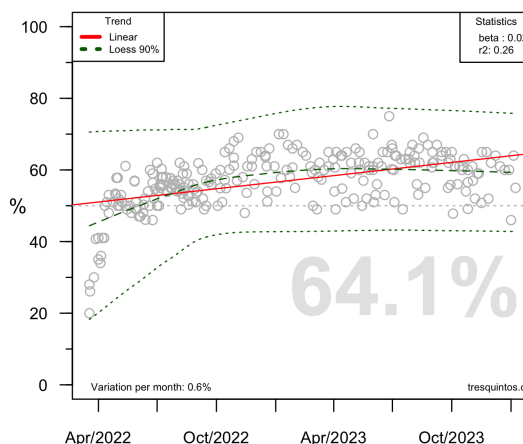 Trend
Linear
Loess 90%
Statistics
beta : 0.02
r2: 0.26
100
80
60
%
40
20
0
64.1%
Variation per month: 0.6%
tresquintos.c
Apr/2022
Oct/2022
Apr/2023
Oct/2023